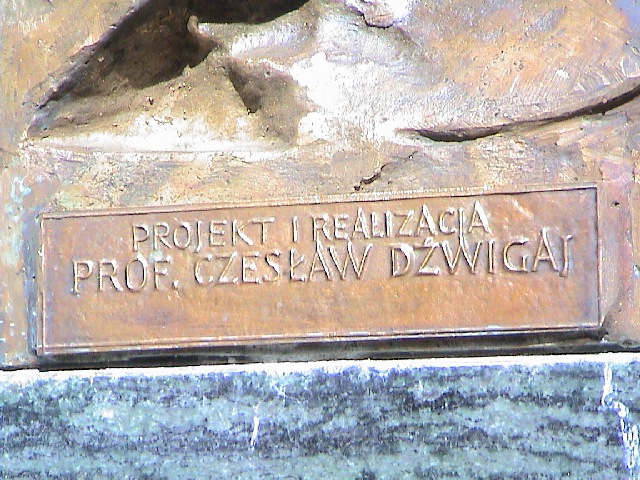 PROJEKT I REALIZACJA
PROF. CZESŁAW DŹWIGAJ